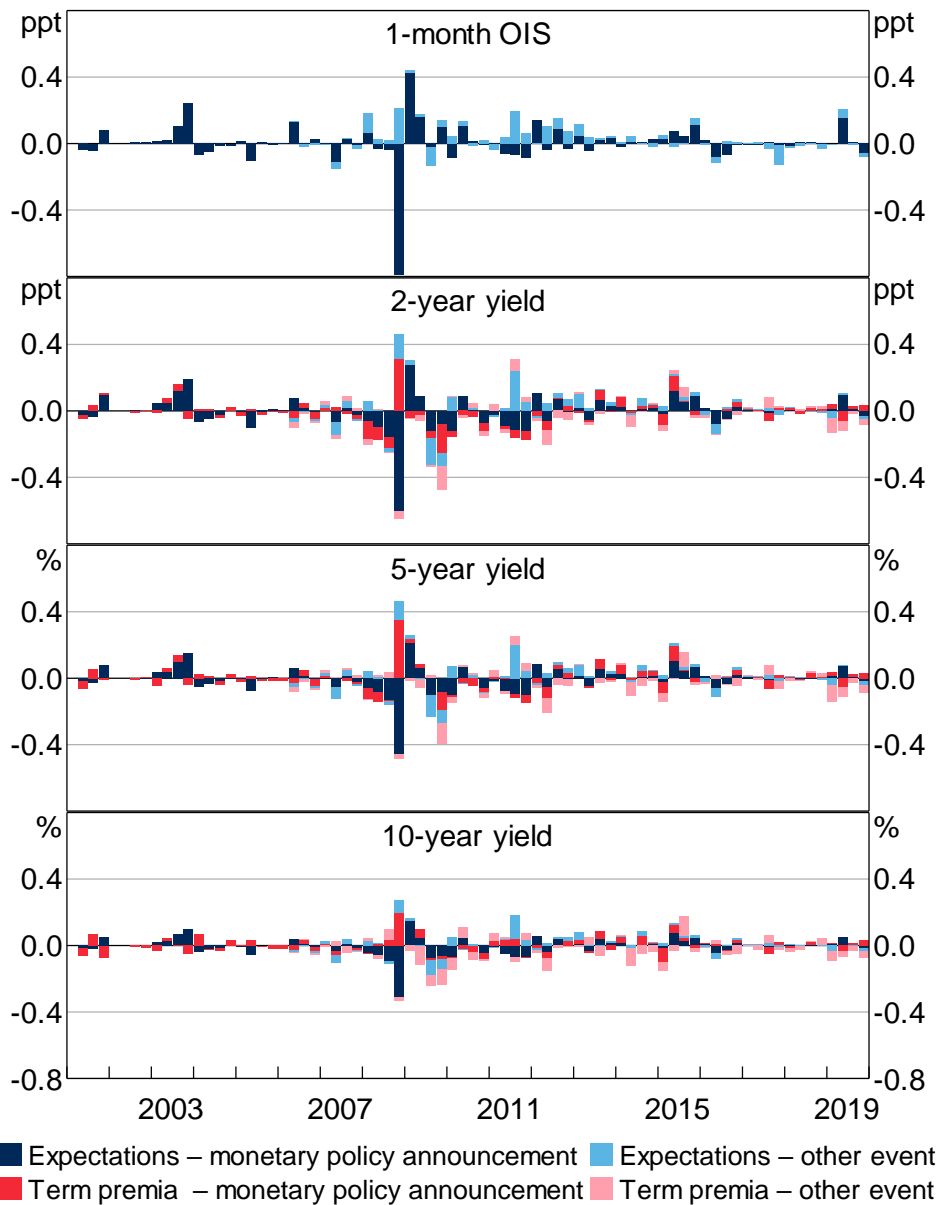 ppt 1-month OIS ppt
0.4 0.4
0.0 0.0
-0.4 -0.4
ppt 2-year yield ppt
0.4 0.4
0.0 0.0
-0.4 -0.4
% 5-year yield %
0.4 0.4
0.0 0.0
-0.4 -0.4
% 10-year yield %
0.4 0.4
0.0 0.0
-0.4 -0.4
-0.8 -0.8
2003 2007 2011 2015 2019
Expectations – monetary policy announcement Expectations – other event
Term premia – monetary policy announcement Term premia – other event